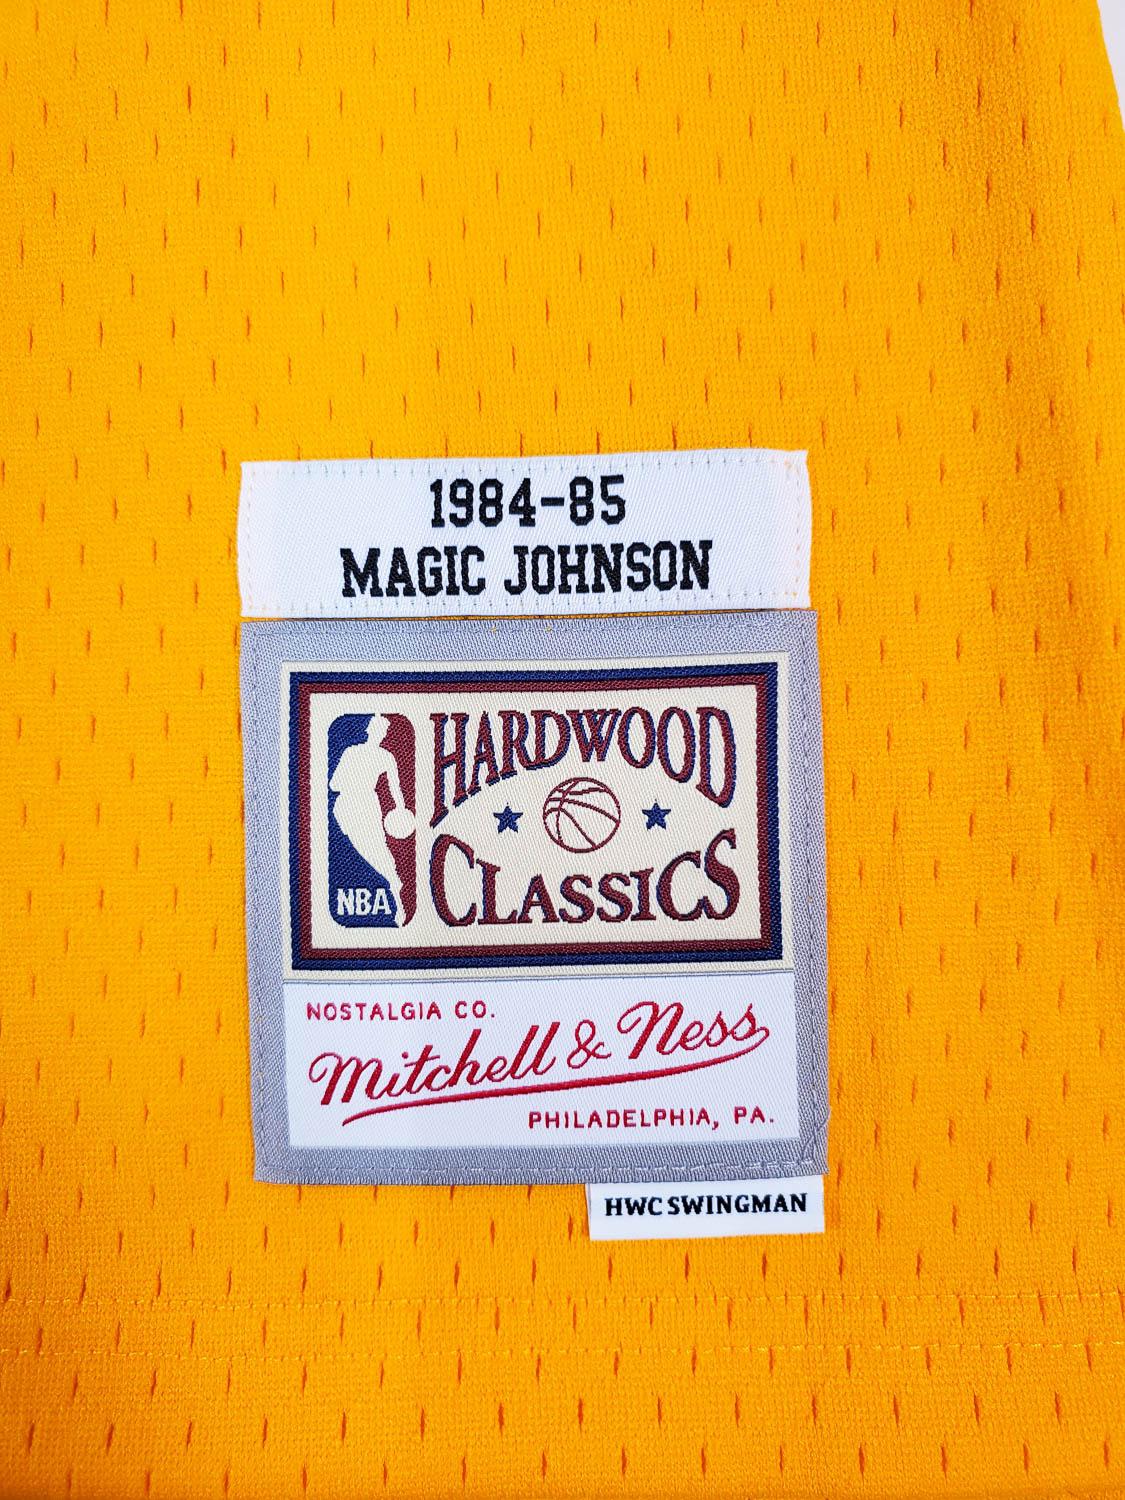 1984-85
MAGIC JOHNSON
HARDWOOD
CLASSICS
NBA
NOSTALGIA CO.
Mitchell & Ness
PHILADELPHIA, PA.
HWC SWINGMAN